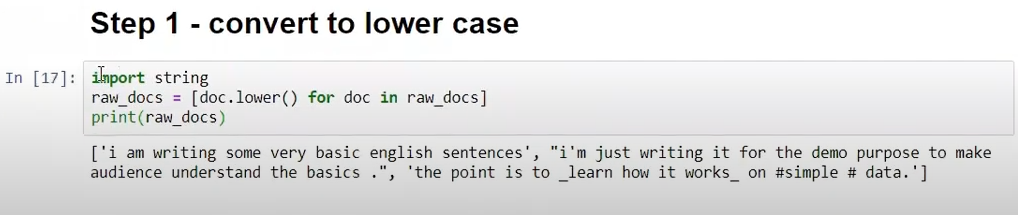 Step 1 - convert to lower case
In [17]: import string
raw_docs = [doc.lower() for doc in raw_docs]
print(raw_docs)
['i am writing some very basic english sentences', "i'm just writing it for the demo purpose to make
audience understand the basics .", 'the point is to _learn how it works_ on #simple # data.']